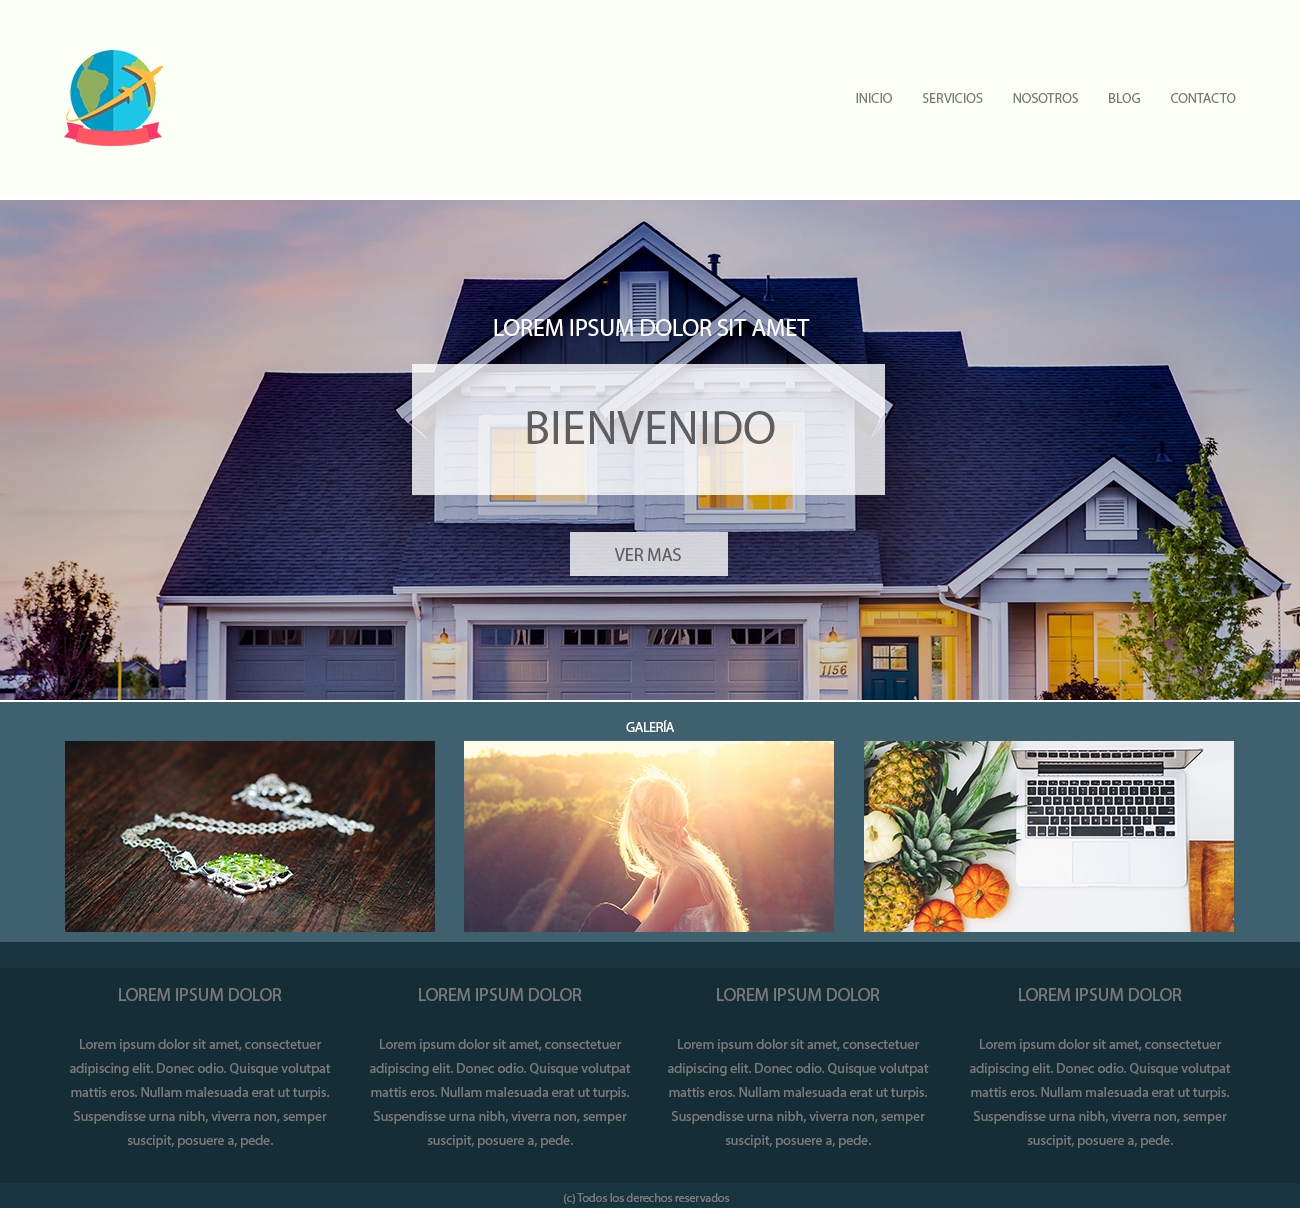 INICIO SERVICIOS NOSOTROS BLOG CONTACTO
LOREM IPSUM DOLOR SIT AMET
BIENVENIDO
VER MAS
1156
GALERÍA
LOREM IPSUM DOLOR
Lorem ipsum dolor sit amet, consectetuer
adipiscing elit. Donec odio. Quisque volutpat
mattis eros. Nullam malesuada erat ut turpis.
Suspendisse urna nibh, viverra non, semper
suscipit, posuere a, pede.
LOREM IPSUM DOLOR
Lorem ipsum dolor sit amet, consectetuer
adipiscing elit. Donec odio. Quisque volutpat
mattis eros. Nullam malesuada erat ut turpis.
Suspendisse urna nibh, viverra non, semper
suscipit, posuere a, pede.
LOREM IPSUM DOLOR
Lorem ipsum dolor sit amet, consectetuer
adipiscing elit. Donec odio. Quisque volutpat
mattis eros. Nullam malesuada erat ut turpis.
Suspendisse urna nibh, viverra non, semper
suscipit, posuere a, pede.
LOREM IPSUM DOLOR
Lorem ipsum dolor sit amet, consectetuer
adipiscing elit. Donec odio. Quisque volutpat
mattis eros. Nullam malesuada erat ut turpis.
Suspendisse urna nibh, viverra non, semper
suscipit, posuere a, pede.
(c) Todos los derechos reservados